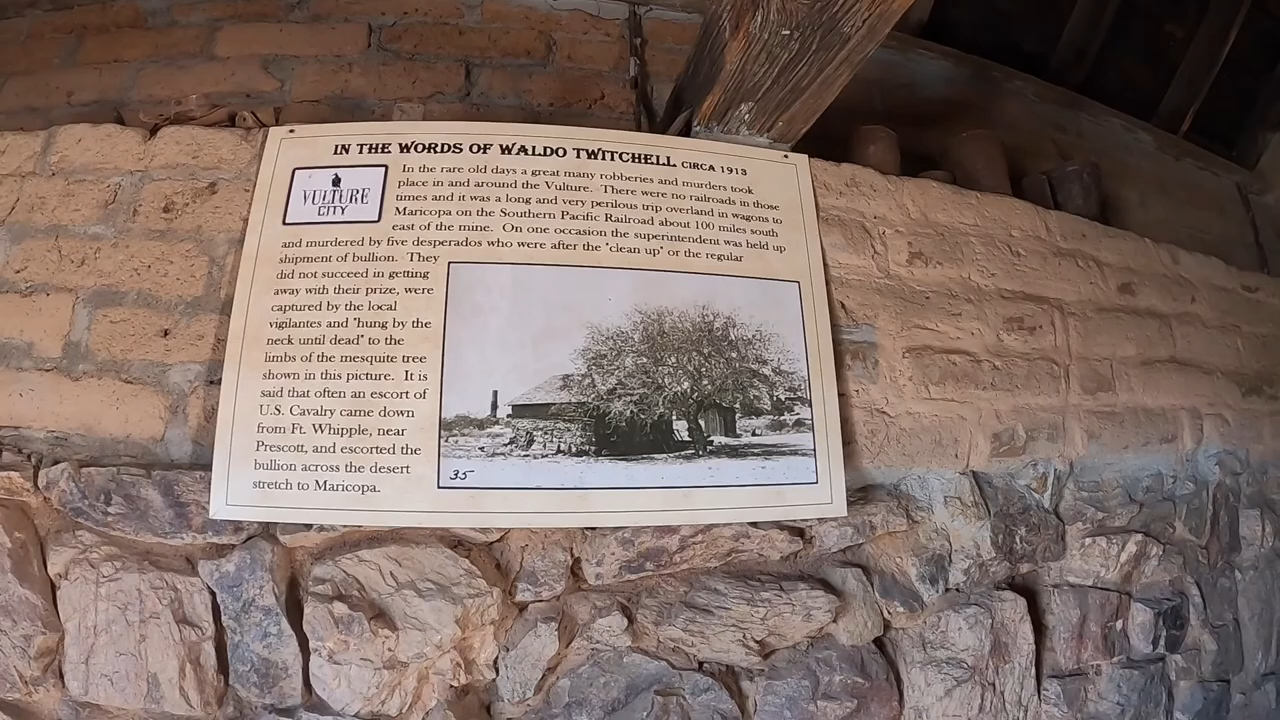 IN THE WORDS OF WALDO TWITCHELL CIRCA 1913
VULTURE
CITY
In the rare old days a great many robberies and murders took
place in and around the Vulture. There were no railroads in those
times and it was a long and very perilous trip overland in wagons to
Maricopa on the Southern Pacific Railroad about 100 miles south
east of the mine. On one occasion the superintendent was held up
and murdered by five desperados who were after the "clean up" or the regular
shipment of bullion. They
did not succeed in getting
away with their prize, were
captured by the local
vigilantes and "hung by the
neck until dead" to the
limbs of the mesquite tree
shown in this picture. It is
said that often an escort of
U.S. Cavalry came down
from Ft. Whipple, near
Prescott, and escorted the
bullion across the desert
stretch to Maricopa.
35